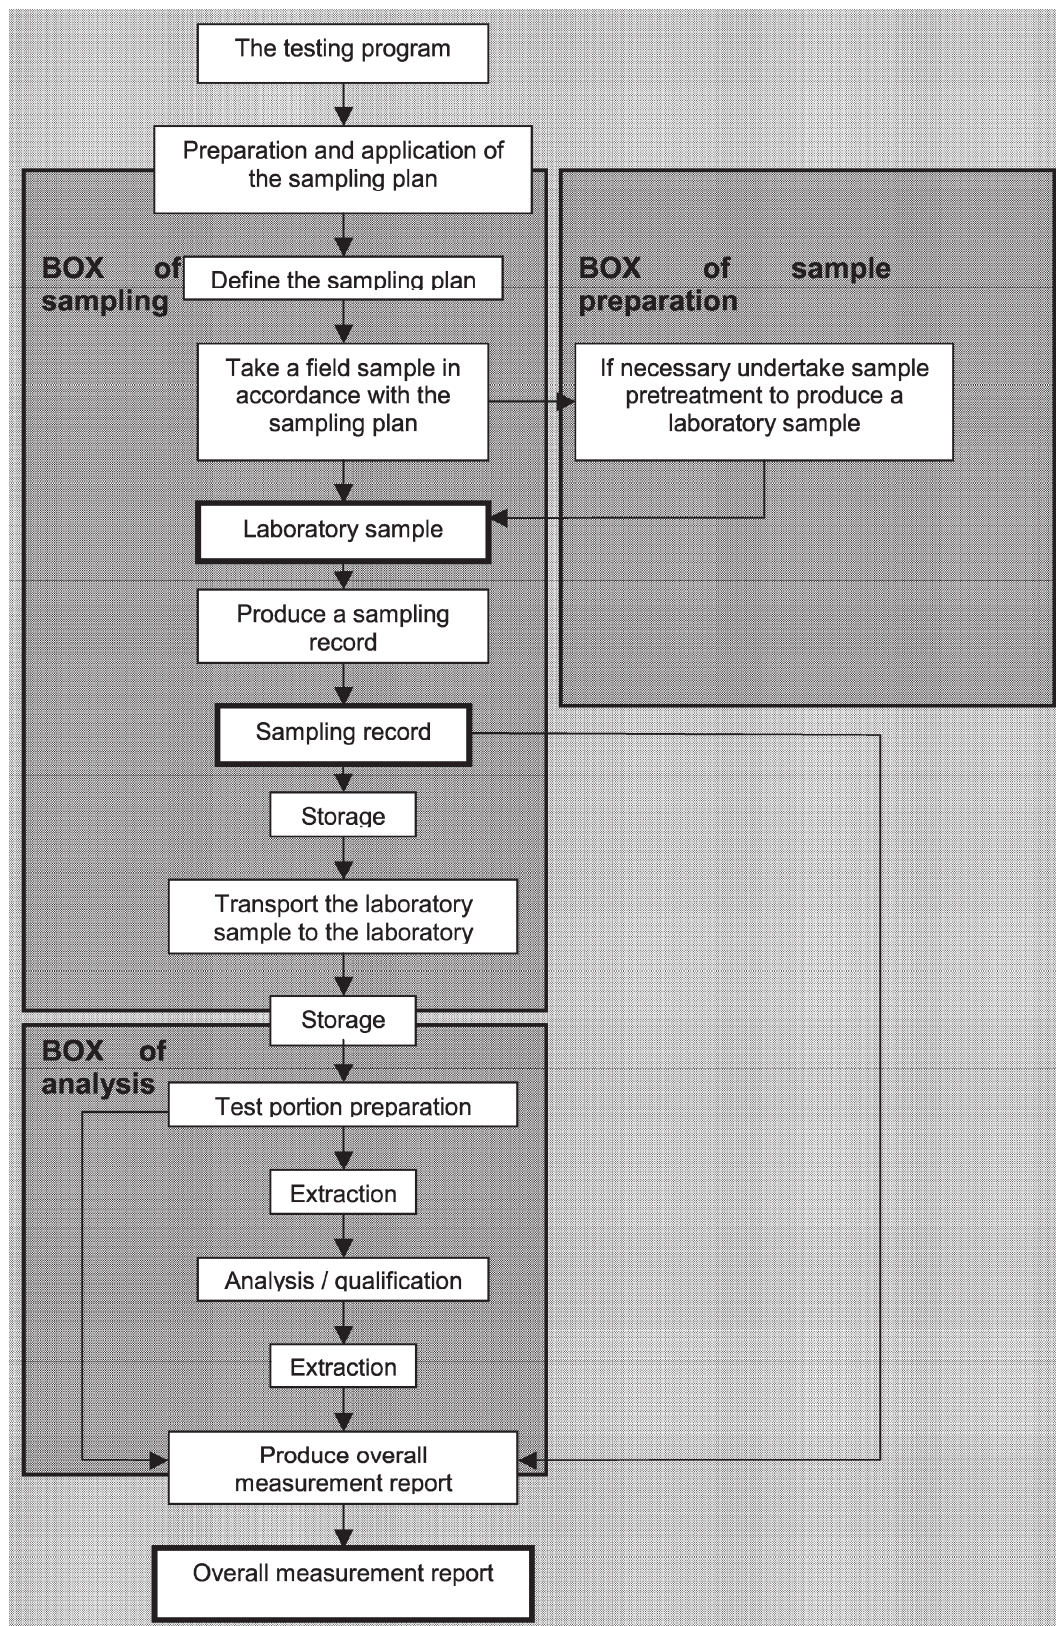 The testing program
Preparation and application of
the sampling plan
BOX of
sampling
Define the sampling plan
BOX of sample
preparation
Take a field sample in
accordance with the
sampling plan
If necessary undertake sample
pretreatment to produce a
laboratory sample
Laboratory sample
Produce a sampling
record
Sampling record
Storage
Transport the laboratory
sample to the laboratory
Storage
BOX of
analysis
Test portion preparation
Extraction
Analysis / qualification
Extraction
Produce overall
measurement report
Overall measurement report